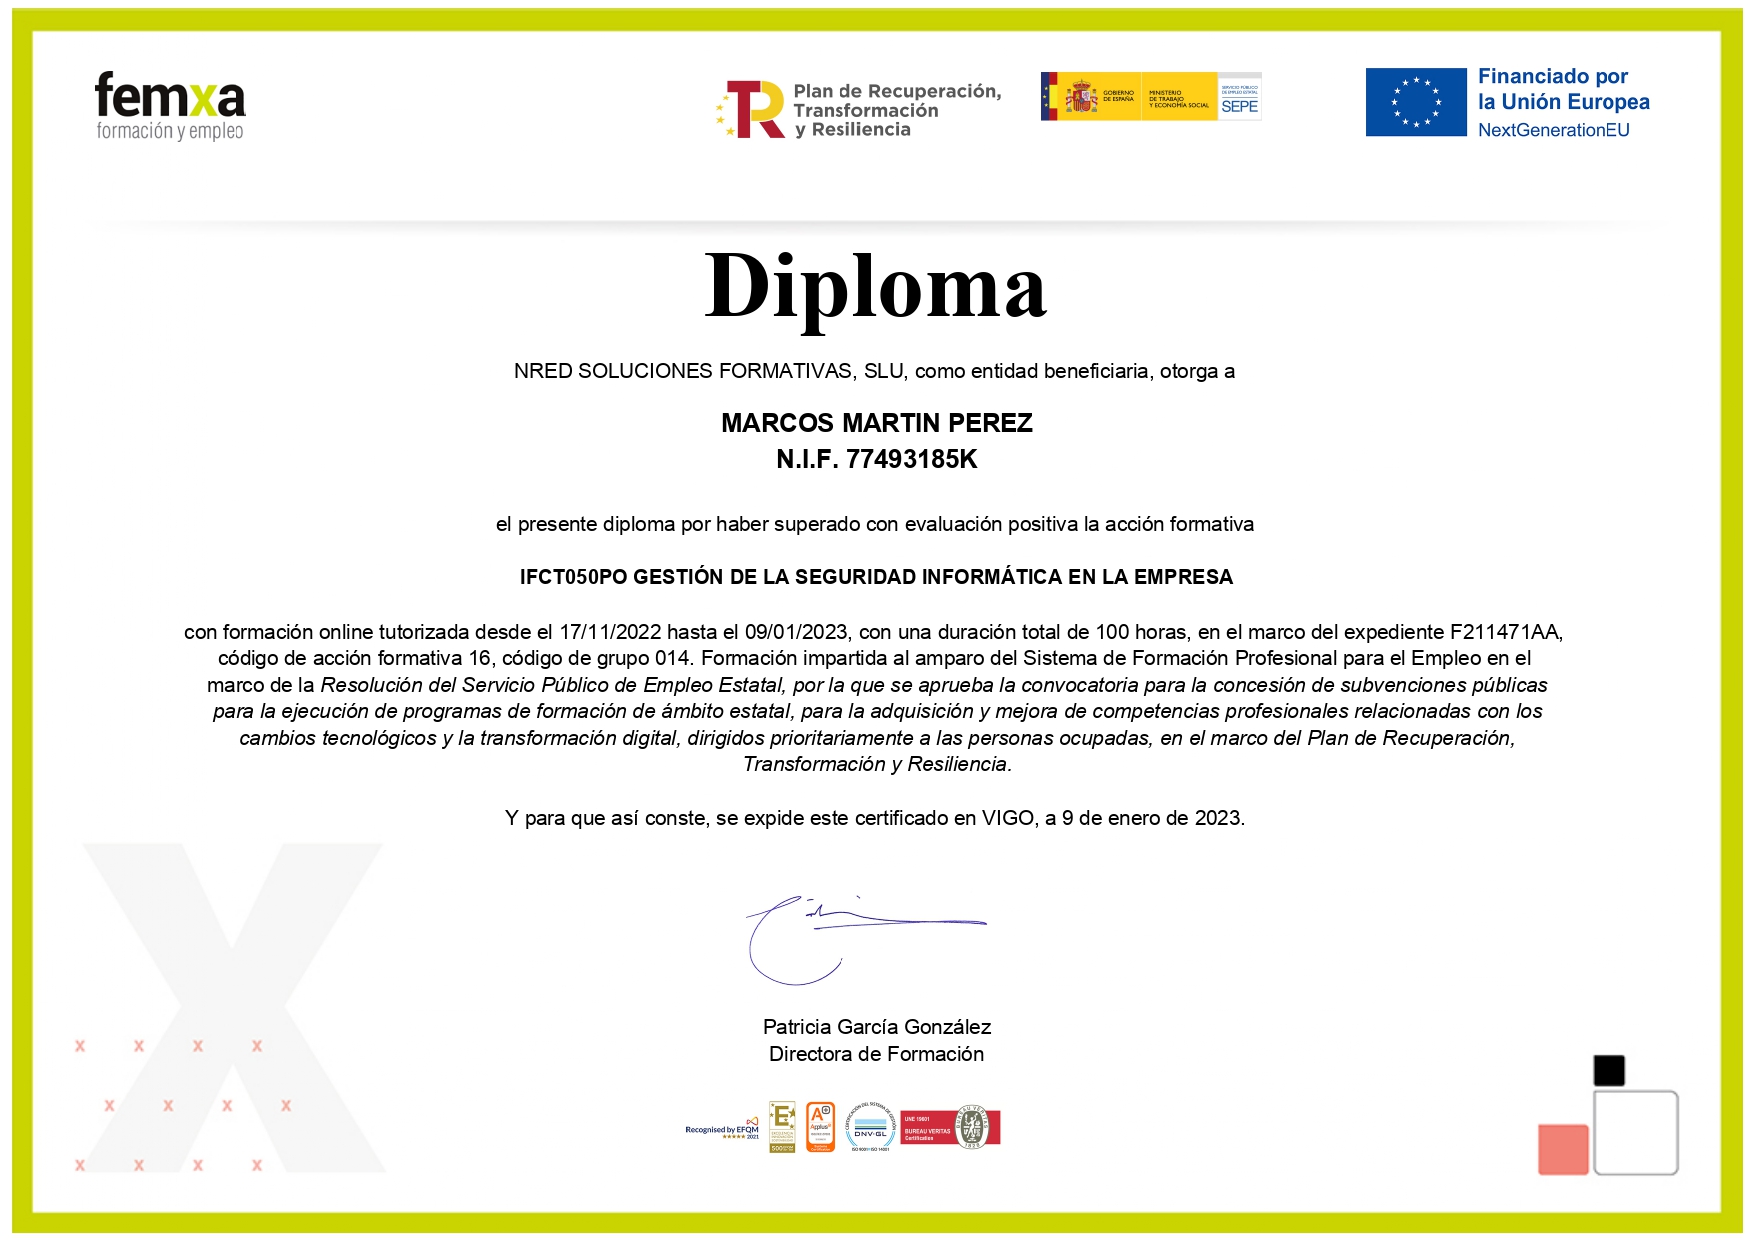 femxa
formación y empleo
Plan de Recuperación,
Transformación
y Resiliencia
GOBIERNO
DE ESPAÑA
MINISTERIO
DE TRABAJO
Y ECONOMÍA SOCIAL
SERVICIO PÚBLICO
DE EMPLEO ESTATAL
SEPE
Financiado por
la Unión Europea
NextGenerationEU
Diploma
NRED SOLUCIONES FORMATIVAS, SLU, como entidad beneficiaria, otorga a
MARCOS MARTIN PEREZ
N.I.F. 77493185K
el presente diploma por haber superado con evaluación positiva la acción formativa
IFCT050PO GESTIÓN DE LA SEGURIDAD INFORMÁTICA EN LA EMPRESA
con formación online tutorizada desde el 17/11/2022 hasta el 09/01/2023, con una duración total de 100 horas, en el marco del expediente F211471AA,
código de acción formativa 16, código de grupo 014. Formación impartida al amparo del Sistema de Formación Profesional para el Empleo en el
marco de la Resolución del Servicio Público de Empleo Estatal, por la que se aprueba la convocatoria para la concesión de subvenciones públicas
para la ejecución de programas de formación de ámbito estatal, para la adquisición y mejora de competencias profesionales relacionadas con los
cambios tecnológicos y la transformación digital, dirigidos prioritariamente a las personas ocupadas, en el marco del Plan de Recuperación,
Transformación y Resiliencia.
Y para que así conste, se expide este certificado en VIGO, a 9 de enero de 2023.
Patricia García González
Directora de Formación
Recognised by EFQM
★★★★★ 2021
E
500
A+
Applus⊕
CERTIFICACIÓN DEL SISTEMA DE GESTIÓN
DNV·GL
ISO 9001·ISO 14001
UNE 19601
BUREAU VERITAS
Certification
BUREAU VERITAS
1828